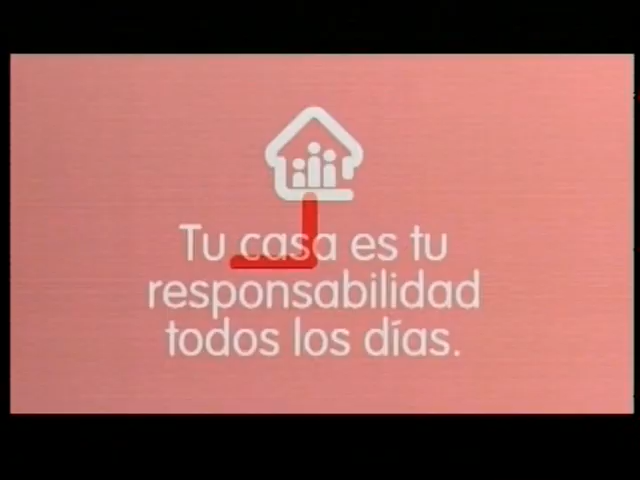 Tu casa es tu
responsabilidad
todos los días.